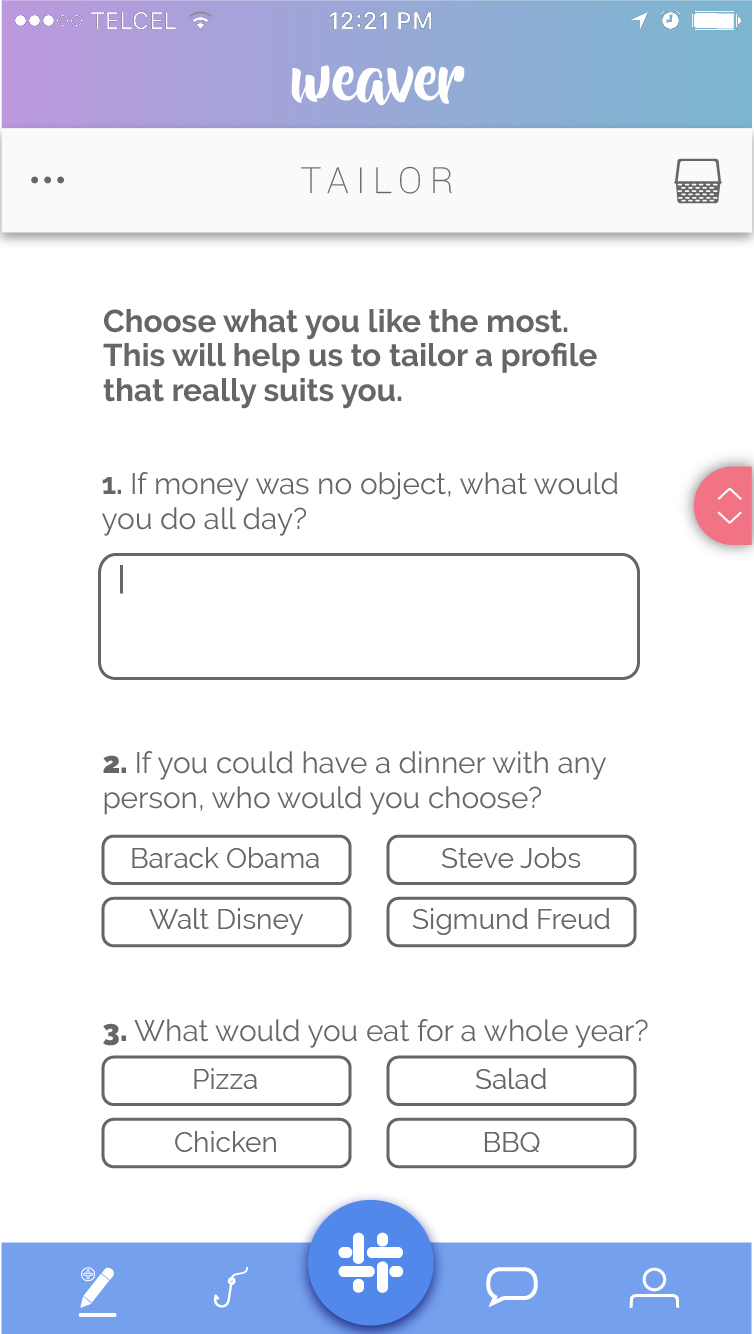 TELCEL 12:21 PM
weaver
TAILOR
Choose what you like the most.
This will help us to tailor a profile
that really suits you.
1. If money was no object, what would
you do all day?
2. If you could have a dinner with any
person, who would you choose?
Barack Obama Steve Jobs
Walt Disney Sigmund Freud
3. What would you eat for a whole year?
Pizza Salad
Chicken BBQ